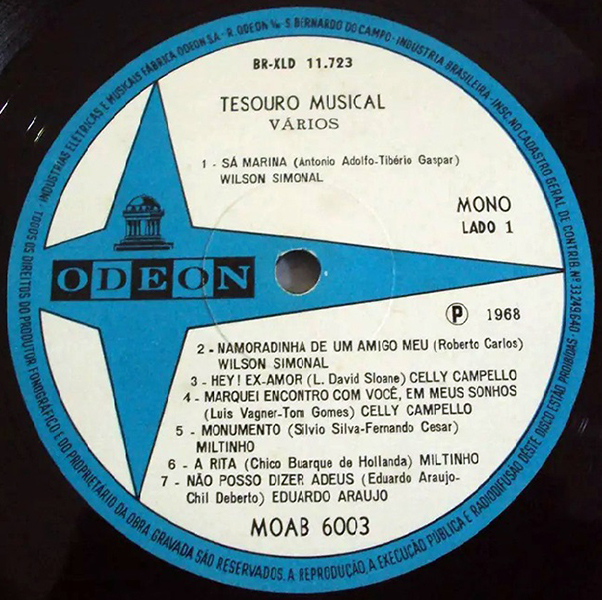 INDÚSTRIAS ELÉTRICAS E MUSICAIS FÁBRICA ODEON S.A. - R. ODEON % - S. BERNARDO DO CAMPO - INDÚSTRIA BRASILEIRA - INSC. NO CADASTRO GERAL DE CONTRIB. Nº 33249640 -
TODOS OS DIREITOS DO PRODUTOR FONOGRÁFICO E DO PROPRIETÁRIO DA OBRA GRAVADA SÃO RESERVADOS. A REPRODUÇÃO, A EXECUÇÃO PÚBLICA E RADIODIFUSÃO DÊSTE DISCO ESTÃO PROIBIDAS
BR-XLD 11.723
TESOURO MUSICAL
VÁRIOS
1 - SÁ MARINA (Antonio Adolfo-Tibério Gaspar)
WILSON SIMONAL
MONO
LADO 1
ODEON
Ⓟ 1968
2 - NAMORADINHA DE UM AMIGO MEU (Roberto Carlos)
WILSON SIMONAL
3 - HEY! EX-AMOR (L. David Sloane) CELLY CAMPELLO
4 - MARQUEI ENCONTRO COM VOCÊ, EM MEUS SONHOS
(Luis Vagner-Tom Gomes) CELLY CAMPELLO
5 - MONUMENTO (Silvio Silva-Fernando Cesar)
MILTINHO
6 - A RITA (Chico Buarque de Hollanda) MILTINHO
7 - NÃO POSSO DIZER ADEUS (Eduardo Araujo-
Chil Deberto) EDUARDO ARAUJO
MOAB 6003